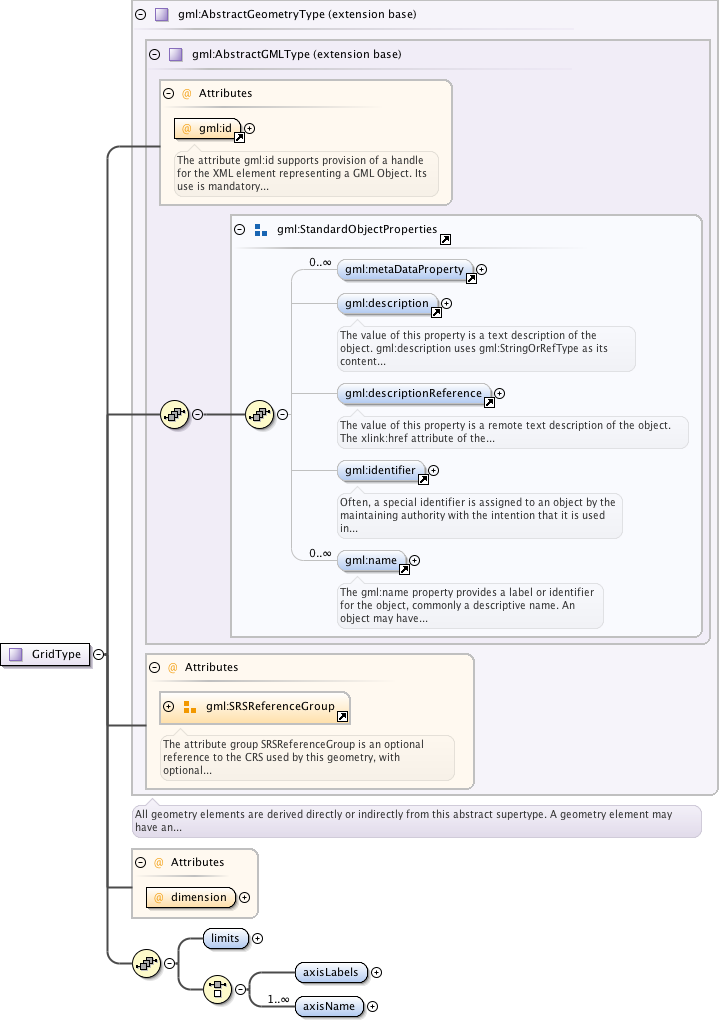 gml:AbstractGeometryType (extension base)
gml:AbstractGMLType (extension base)
@ Attributes
@ gml:id
The attribute gml:id supports provision of a handle
for the XML element representing a GML Object. Its
use is mandatory...
gml:StandardObjectProperties
0..∞
gml:metaDataProperty
gml:description
The value of this property is a text description of the
object. gml:description uses gml:StringOrRefType as its
content...
gml:descriptionReference
The value of this property is a remote text description of the object.
The xlink:href attribute of the...
gml:identifier
Often, a special identifier is assigned to an object by the
maintaining authority with the intention that it is used
in...
0..∞
gml:name
The gml:name property provides a label or identifier
for the object, commonly a descriptive name. An
object may have...
GridType
@ Attributes
gml:SRSReferenceGroup
The attribute group SRSReferenceGroup is an optional
reference to the CRS used by this geometry, with
optional...
All geometry elements are derived directly or indirectly from this abstract supertype. A geometry element may
have an...
@ Attributes
@ dimension
limits
axisLabels
1..∞
axisName